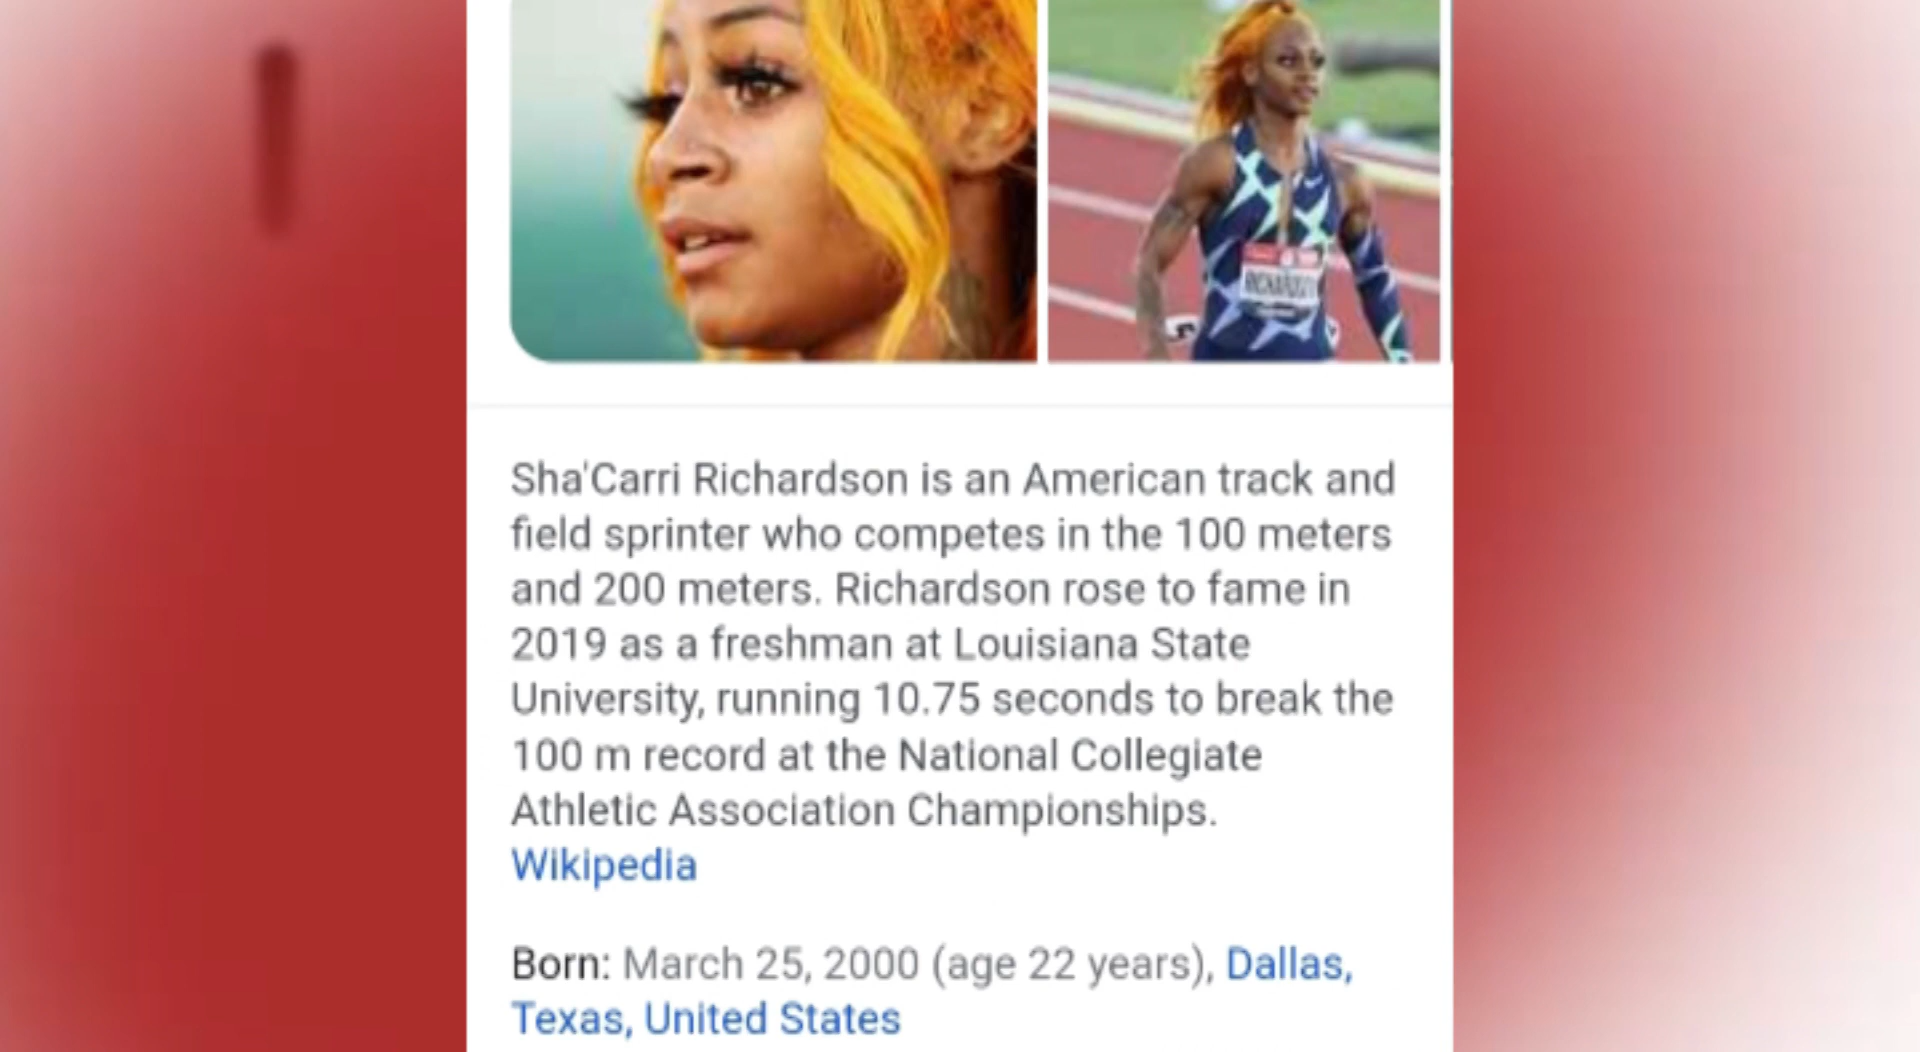 RICHARDSON
Sha'Carri Richardson is an American track and
field sprinter who competes in the 100 meters
and 200 meters. Richardson rose to fame in
2019 as a freshman at Louisiana State
University, running 10.75 seconds to break the
100 m record at the National Collegiate
Athletic Association Championships.
Wikipedia
Born: March 25, 2000 (age 22 years), Dallas,
Texas, United States